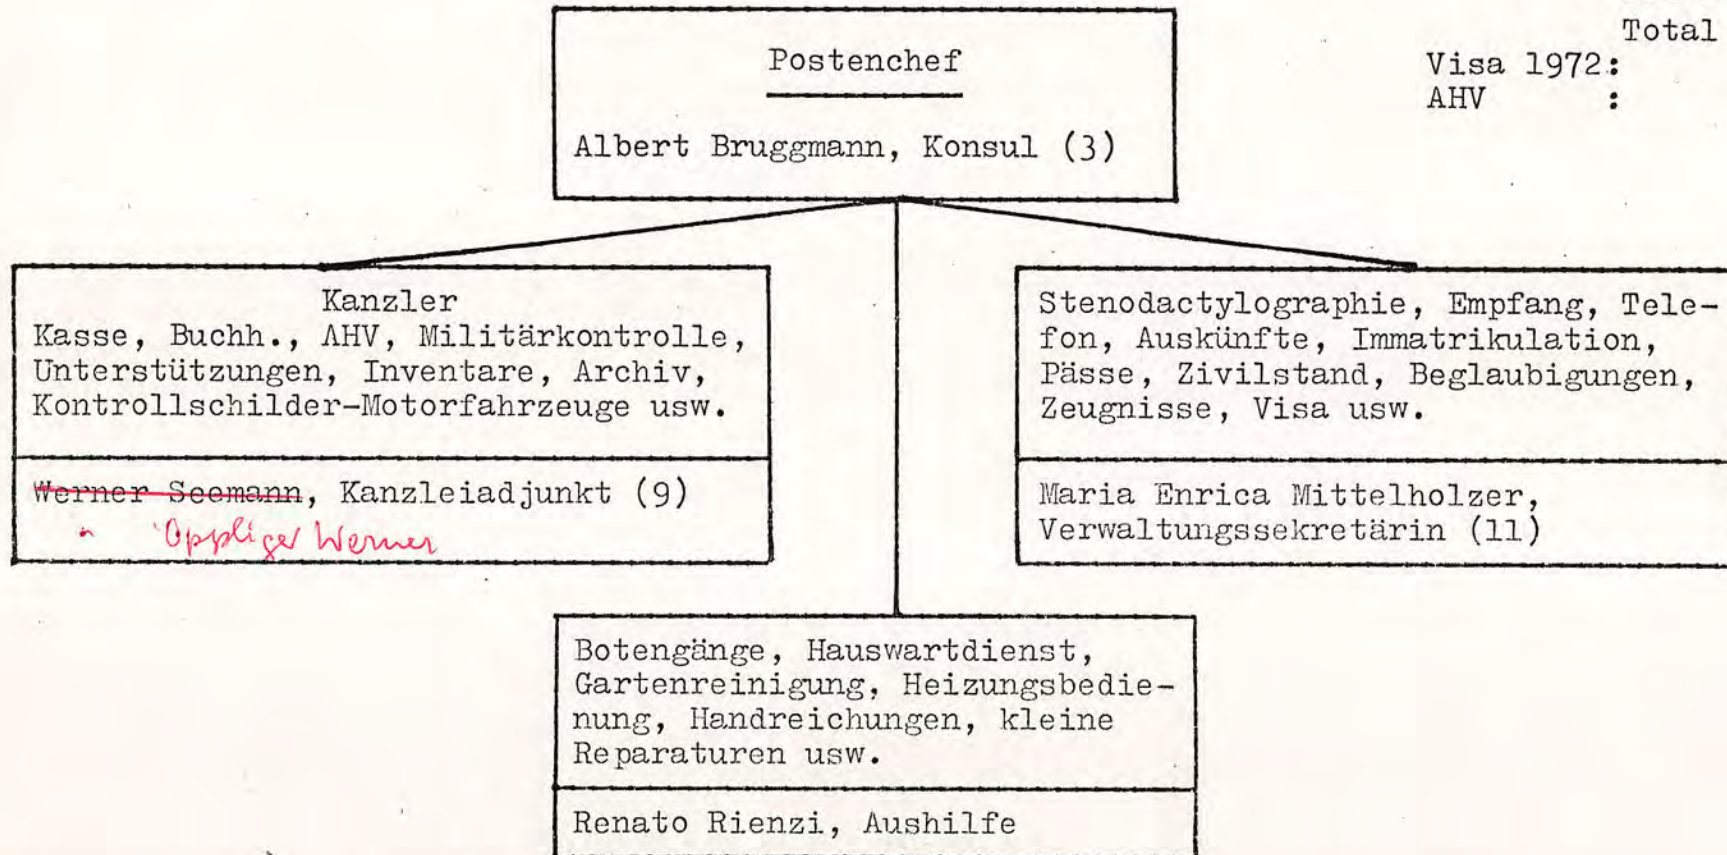 Total
Visa 1972:
AHV :
Postenchef
Albert Bruggmann, Konsul (3)
Kanzler
Kasse, Buchh., AHV, Militärkontrolle,
Unterstützungen, Inventare, Archiv,
Kontrollschilder-Motorfahrzeuge usw.
Werner Seemann, Kanzleiadjunkt (9)
Oppliger Werner
Stenodactylographie, Empfang, Tele-
fon, Auskünfte, Immatrikulation,
Pässe, Zivilstand, Beglaubigungen,
Zeugnisse, Visa usw.
Maria Enrica Mittelholzer,
Verwaltungssekretärin (11)
Botengänge, Hauswartdienst,
Gartenreinigung, Heizungsbedie-
nung, Handreichungen, kleine
Reparaturen usw.
Renato Rienzi, Aushilfe